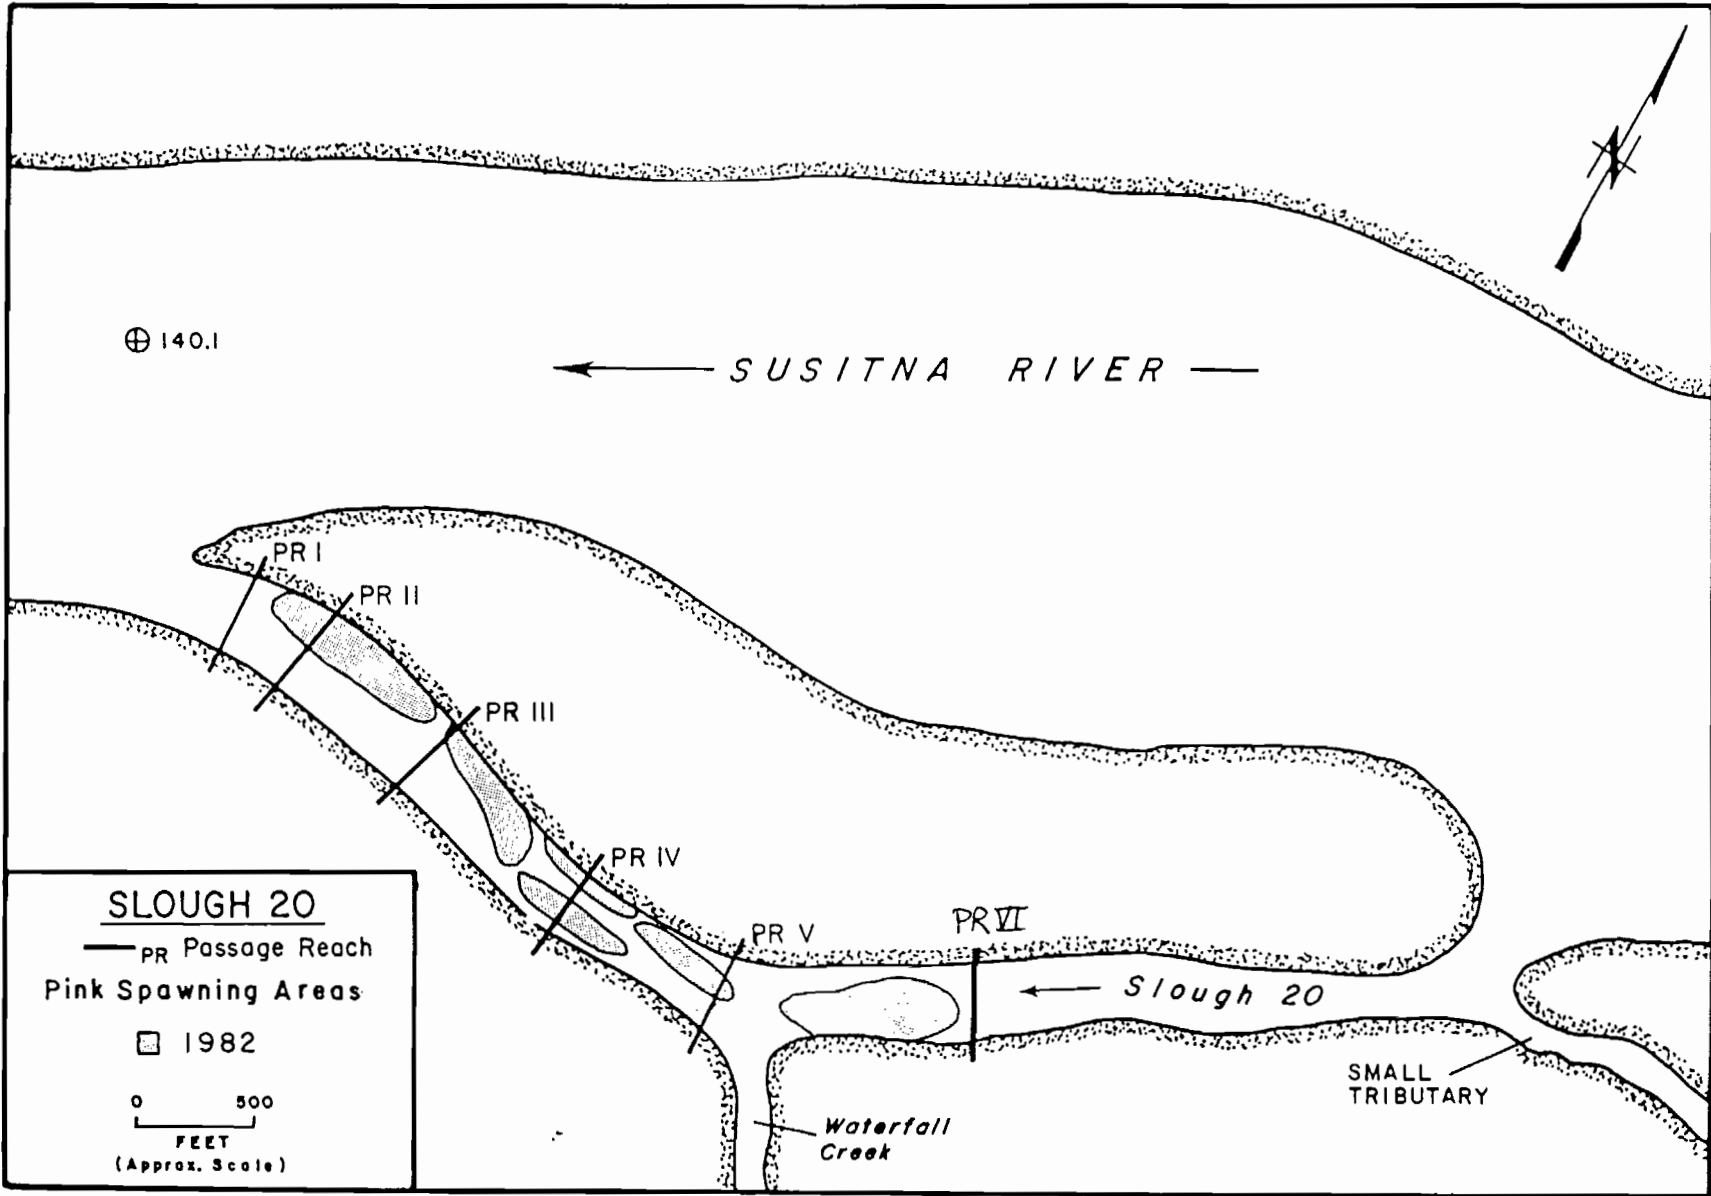 140.1
SUSITNA RIVER
PR I
PR II
PR III
PR IV
PR V
PR VI
Slough 20
SMALL
TRIBUTARY
Waterfall
Creek
SLOUGH 20
PR Passage Reach
Pink Spawning Areas
1982
0 500
FEET
(Approx. Scale)